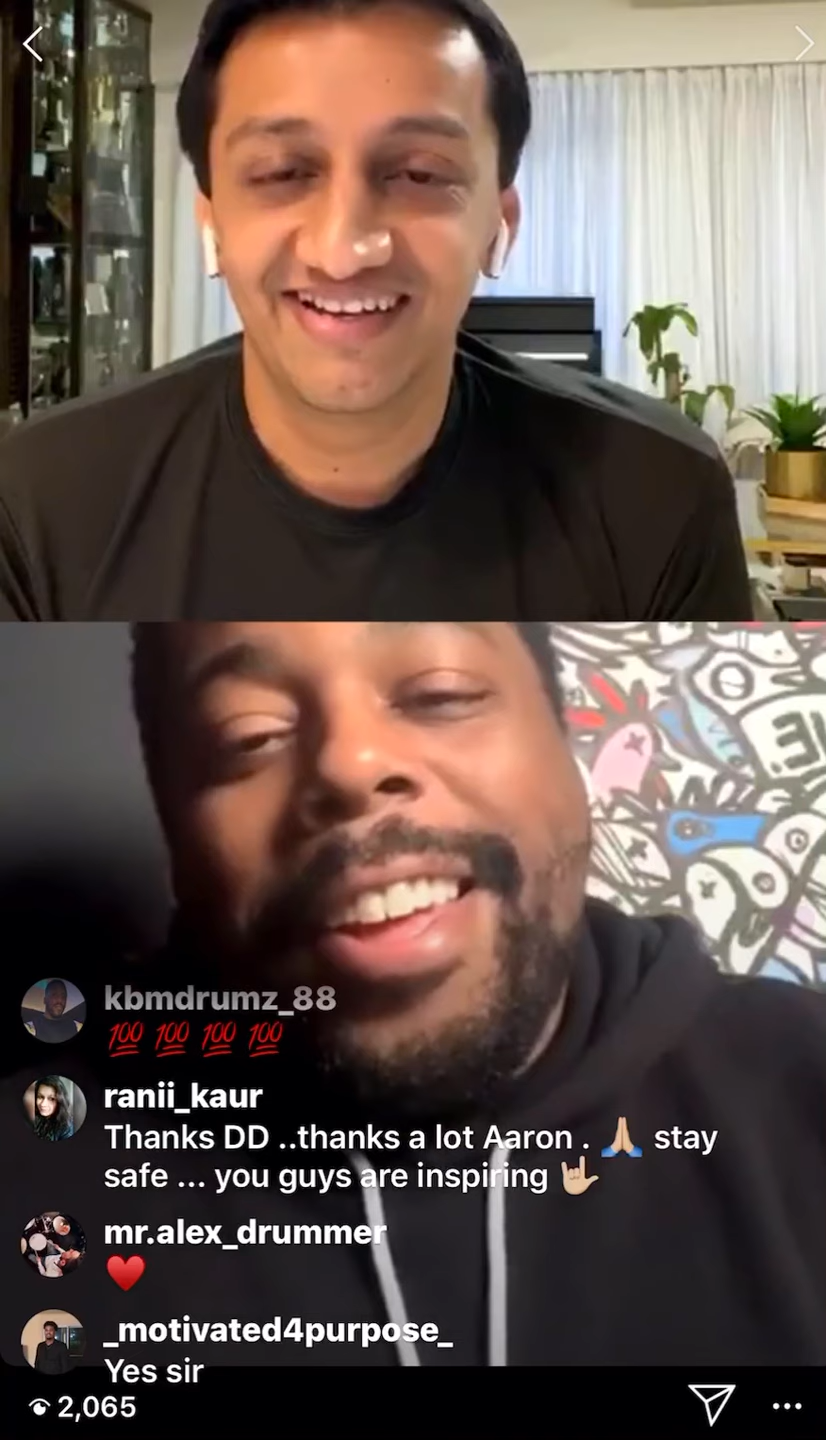 kbmdrumz_88
💯 💯 💯 💯
ranii_kaur
Thanks DD ..thanks a lot Aaron . 🙏🏼 stay
safe ... you guys are inspiring 🤟🏼
mr.alex_drummer
♥️
_motivated4purpose_
Yes sir
2,065